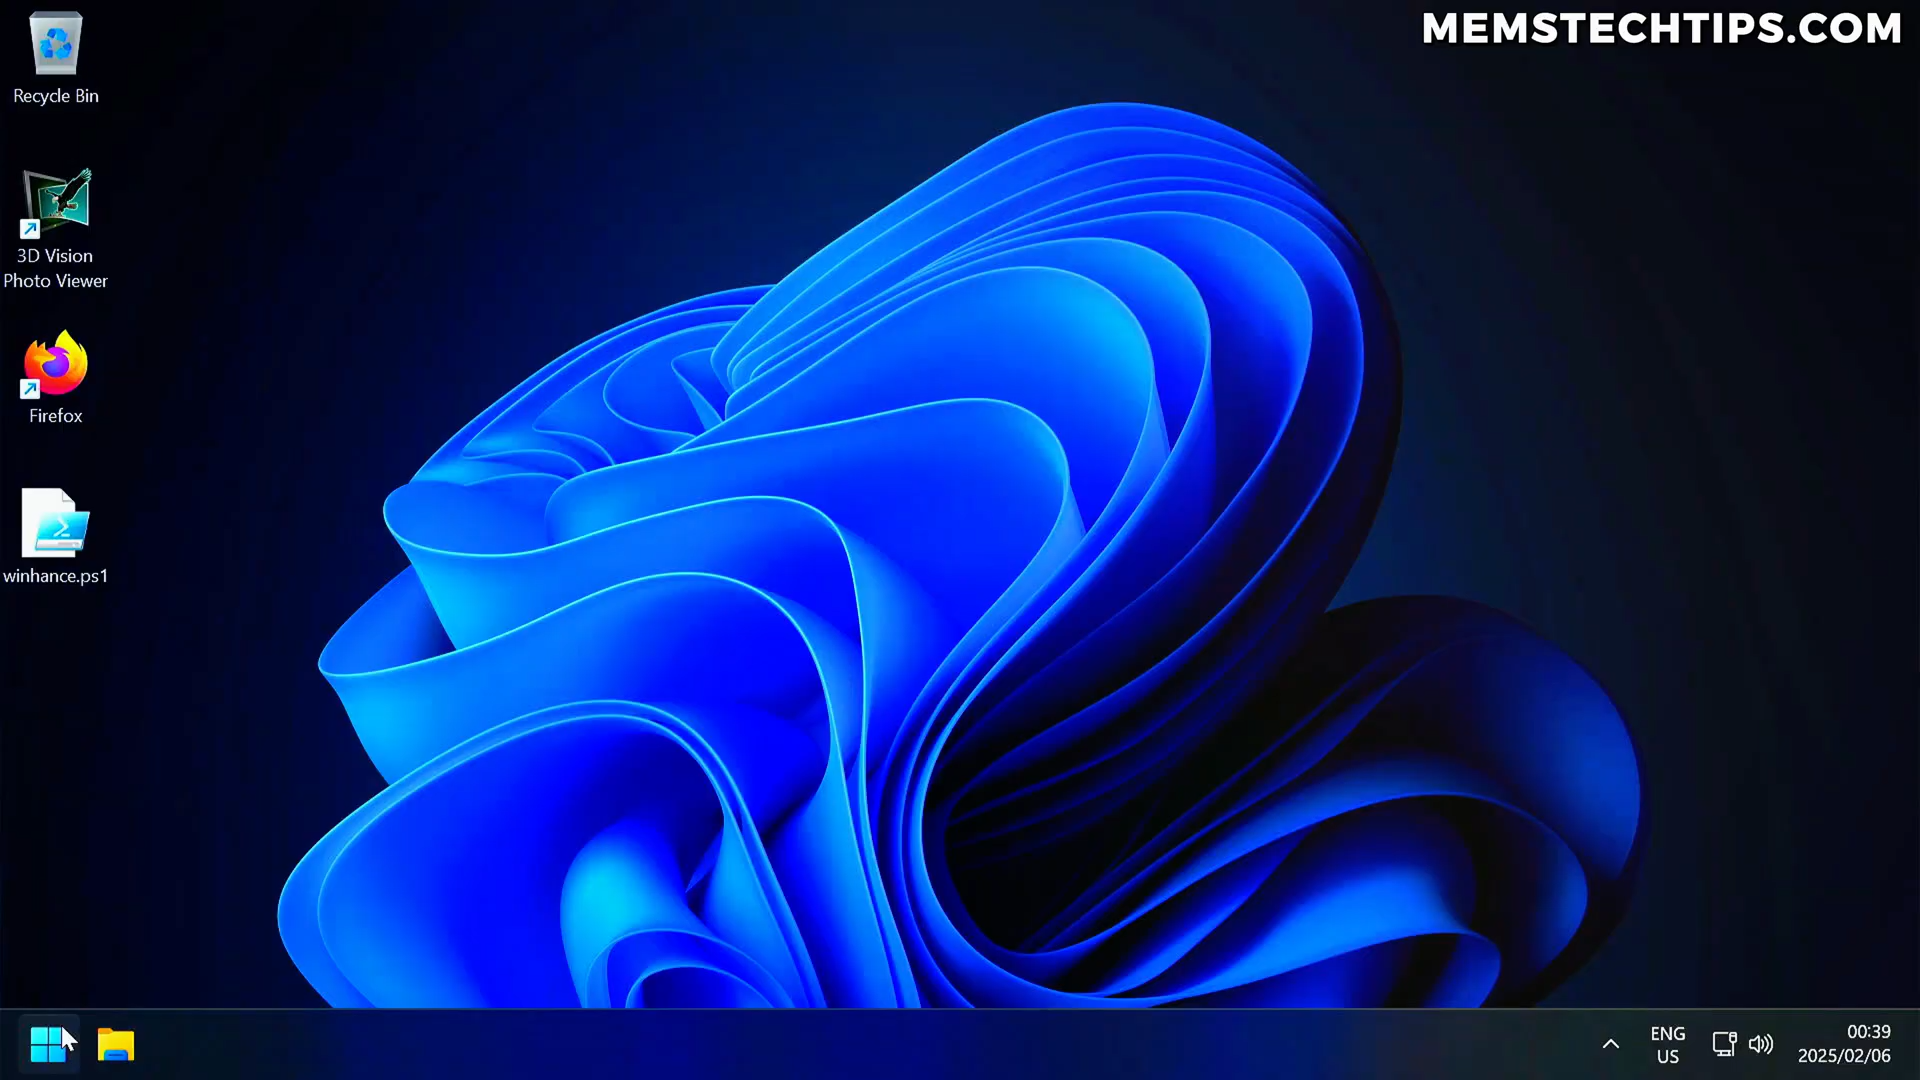 MEMSTECHTIPS.COM
Recycle Bin
3D Vision
Photo Viewer
Firefox
winhance.ps1
ENG
US
00:39
2025/02/06